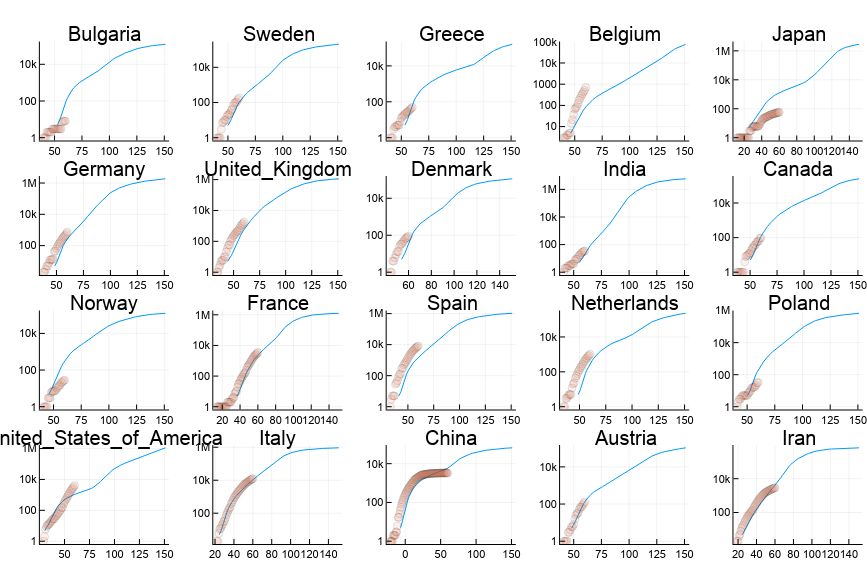 Bulgaria Sweden Greece Belgium Japan
10k 100 1 50 75 100 125 150
10k 100 1 50 75 100 125 150
10k 100 1 50 75 100 125 150
100k 10k 1000 100 10 50 75 100 125 150
1M 10k 100 1 20 40 60 80 100 120 140
Germany United_Kingdom Denmark India Canada
1M 10k 100 50 75 100 125 150
1M 10k 100 1 50 75 100 125 150
10k 100 1 60 80 100 120 140
1M 10k 100 1 50 75 100 125 150
10k 100 1 50 75 100 125 150
Norway France Spain Netherlands Poland
10k 100 1 50 75 100 125 150
1M 10k 100 1 20 40 60 80 100 120 140
1M 10k 100 1 50 75 100 125 150
10k 100 1 50 75 100 125 150
1M 10k 100 1 50 75 100 125 150
nited_States_of_America Italy China Austria Iran
10k 100 1 50 75 100 125 150
1M 10k 100 1 20 40 60 80 100 120 140
10k 100 1 0 50 100 150
10k 100 1 50 75 100 125 150
10k 100 20 40 60 80 100 120 140